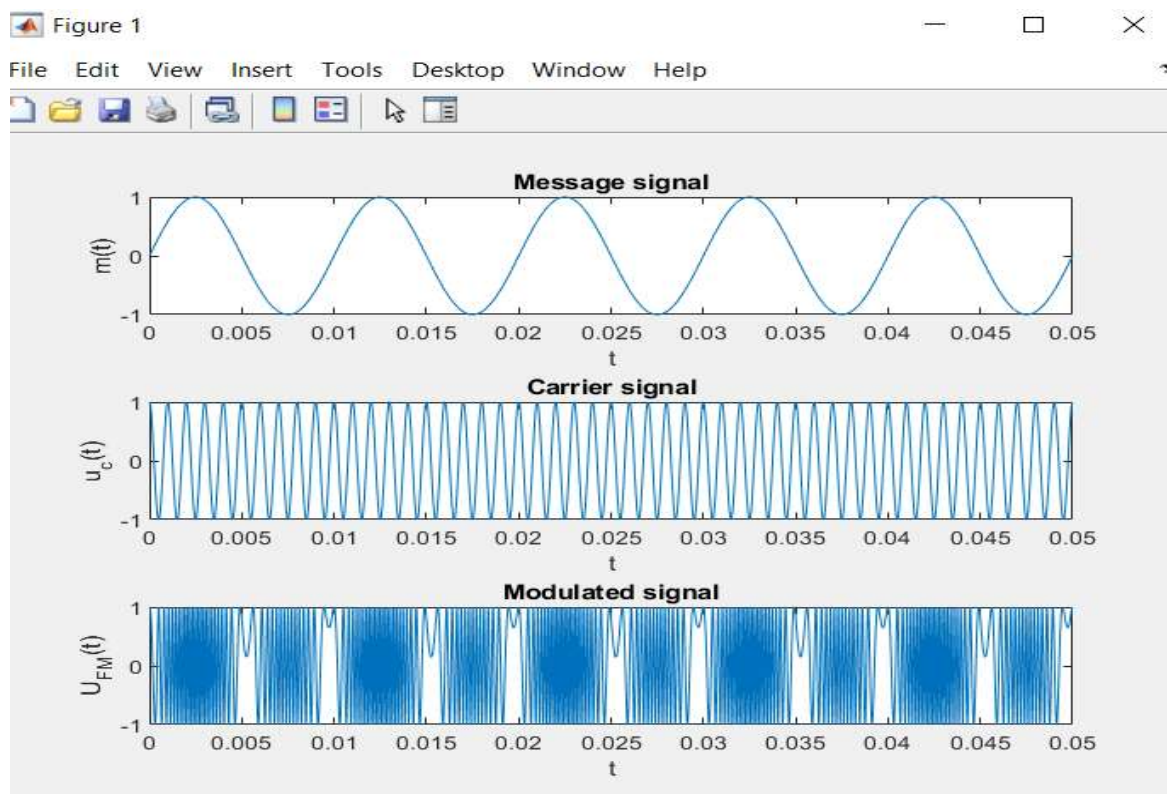 Figure 1
File Edit View Insert Tools Desktop Window Help
Message signal
m(t)
1
0
-1
0 0.005 0.01 0.015 0.02 0.025 0.03 0.035 0.04 0.045 0.05
t
Carrier signal
u_c(t)
1
0
-1
0 0.005 0.01 0.015 0.02 0.025 0.03 0.035 0.04 0.045 0.05
t
Modulated signal
U_FM(t)
1
0
-1
0 0.005 0.01 0.015 0.02 0.025 0.03 0.035 0.04 0.045 0.05
t